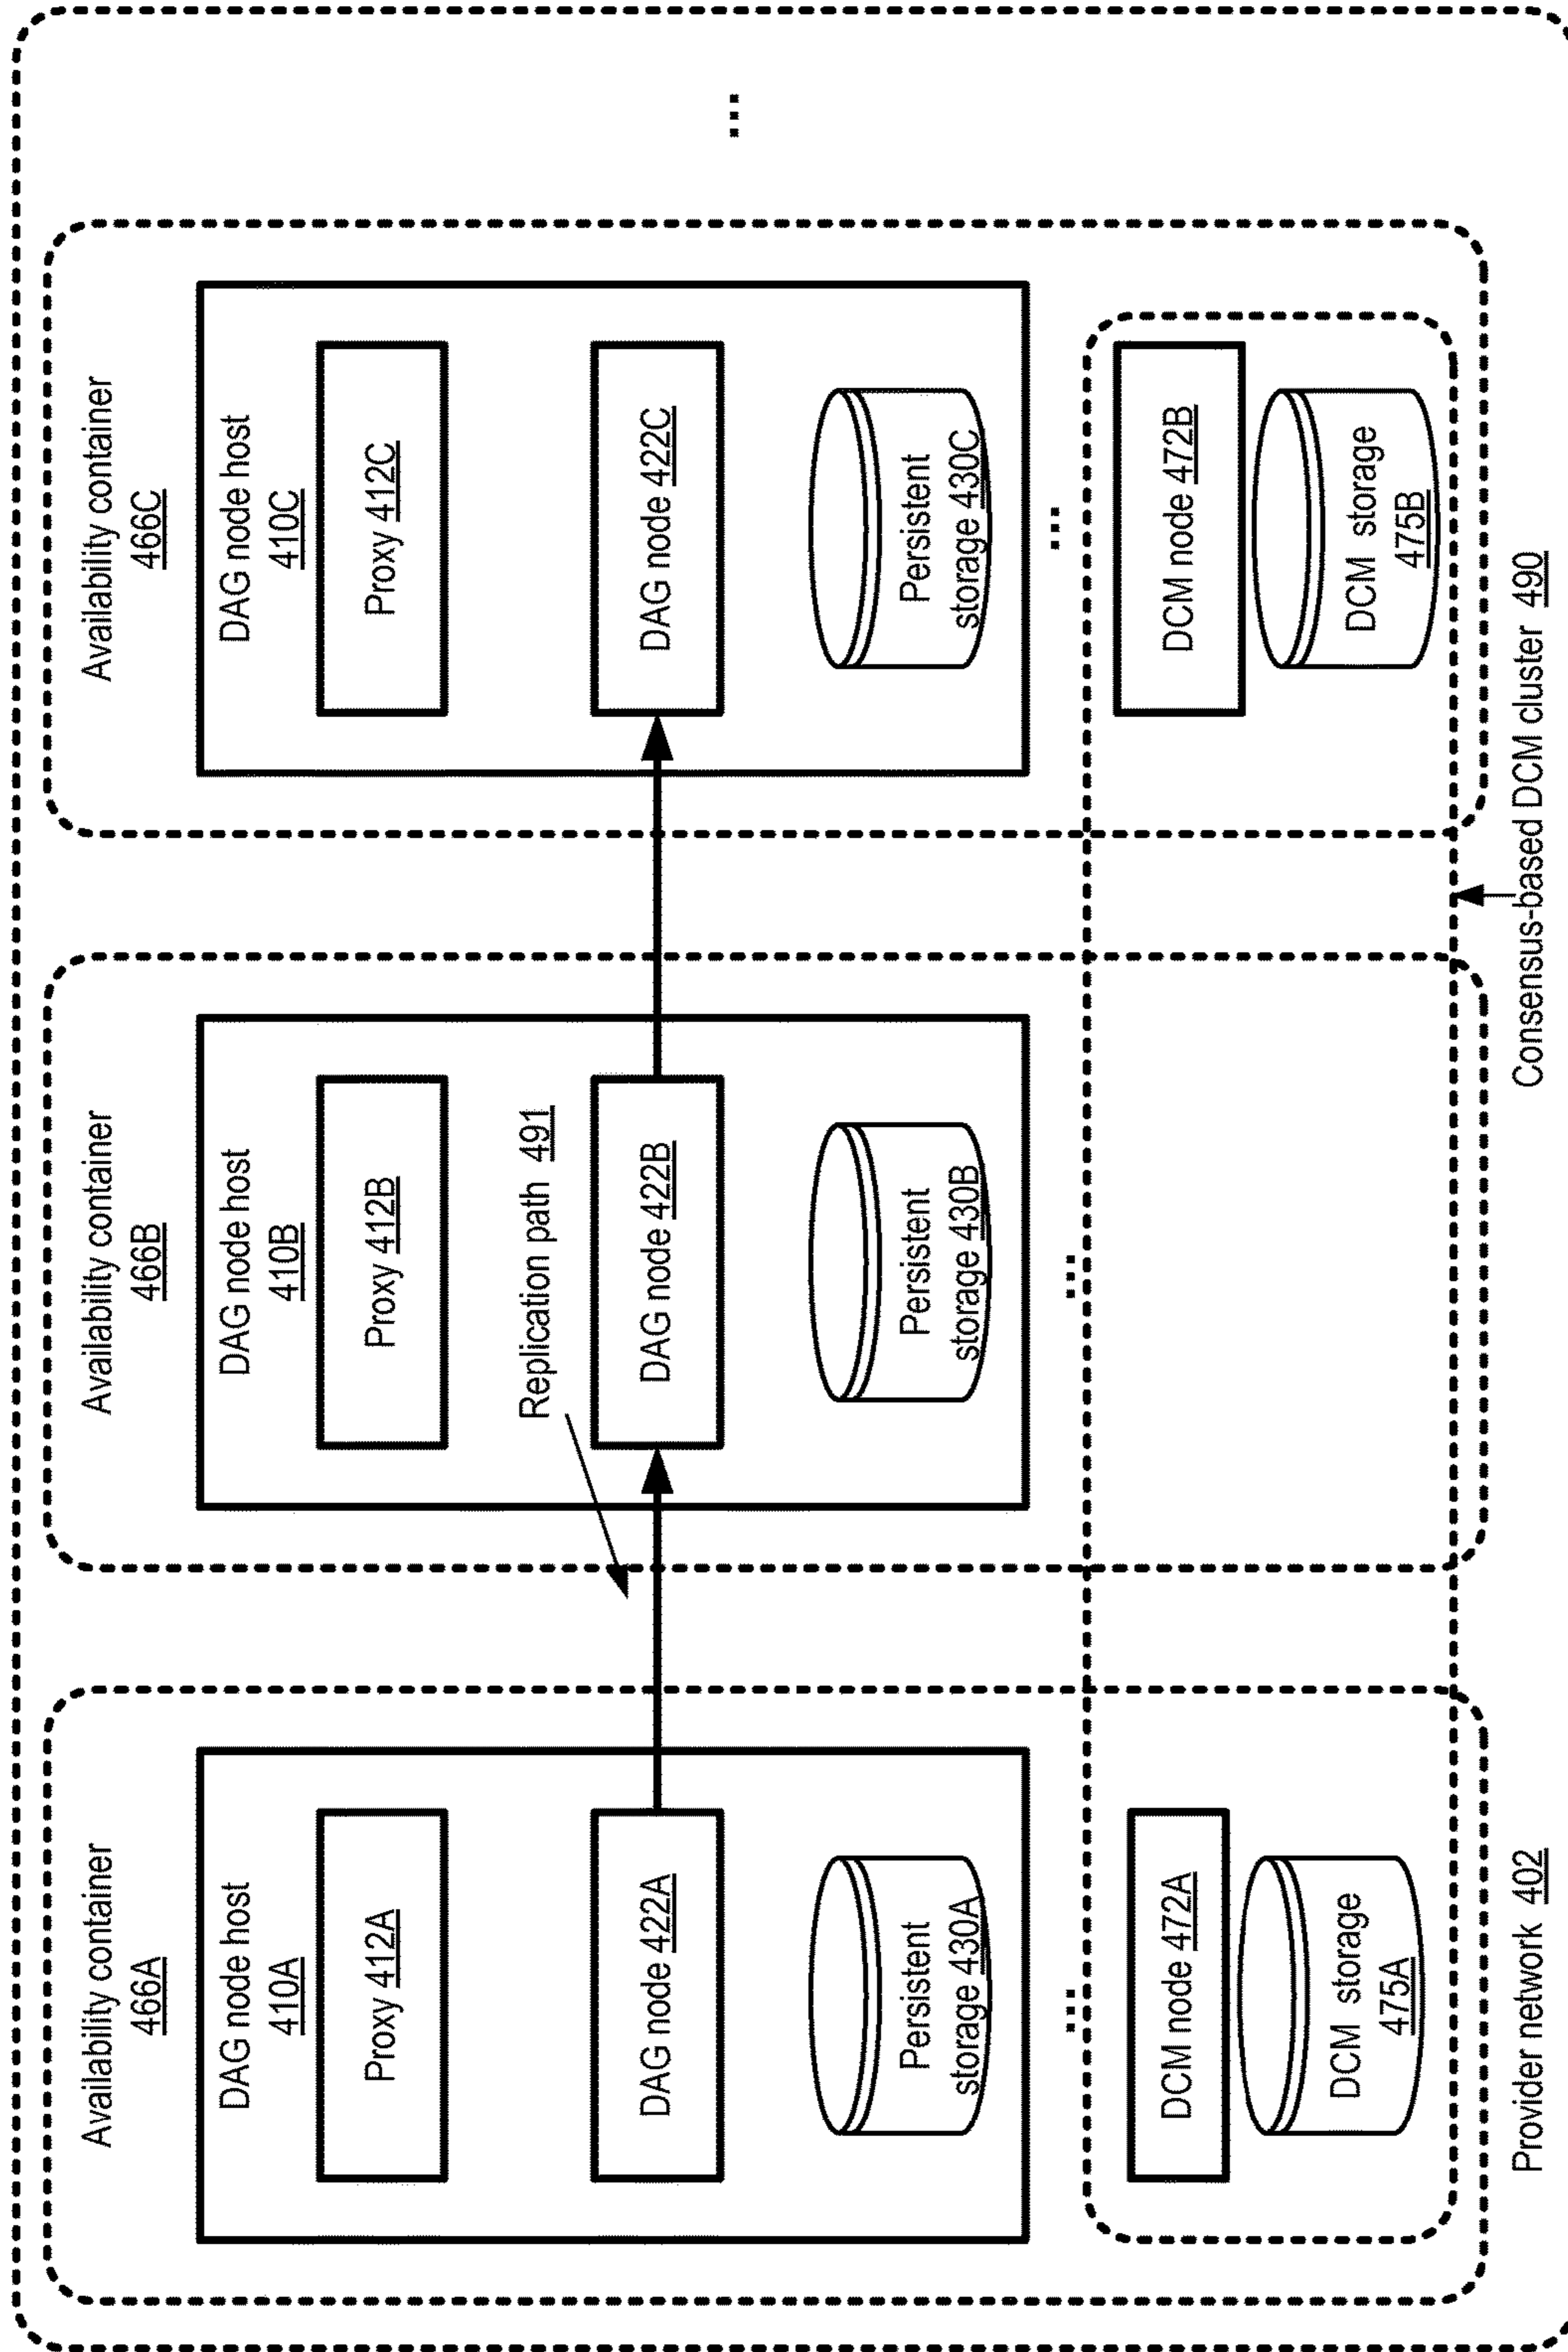 Availability container
466A
DAG node host
410A
Proxy 412A
DAG node 422A
Persistent
storage 430A
...
DCM node 472A
DCM storage
475A
Availability container
466B
DAG node host
410B
Proxy 412B
Replication path 491
DAG node 422B
Persistent
storage 430B
...
Availability container
466C
DAG node host
410C
Proxy 412C
DAG node 422C
Persistent
storage 430C
...
DCM node 472B
DCM storage
475B
...
Provider network 402
Consensus-based DCM cluster 490